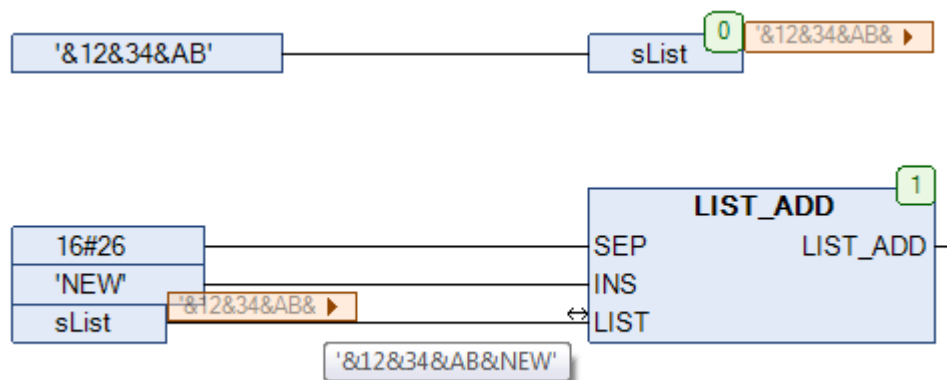 '&12&34&AB'
sList
0
'&12&34&AB&
1
LIST_ADD
16#26
SEP
LIST_ADD
'NEW'
INS
sList
'&12&34&AB&
LIST
'&12&34&AB&NEW'